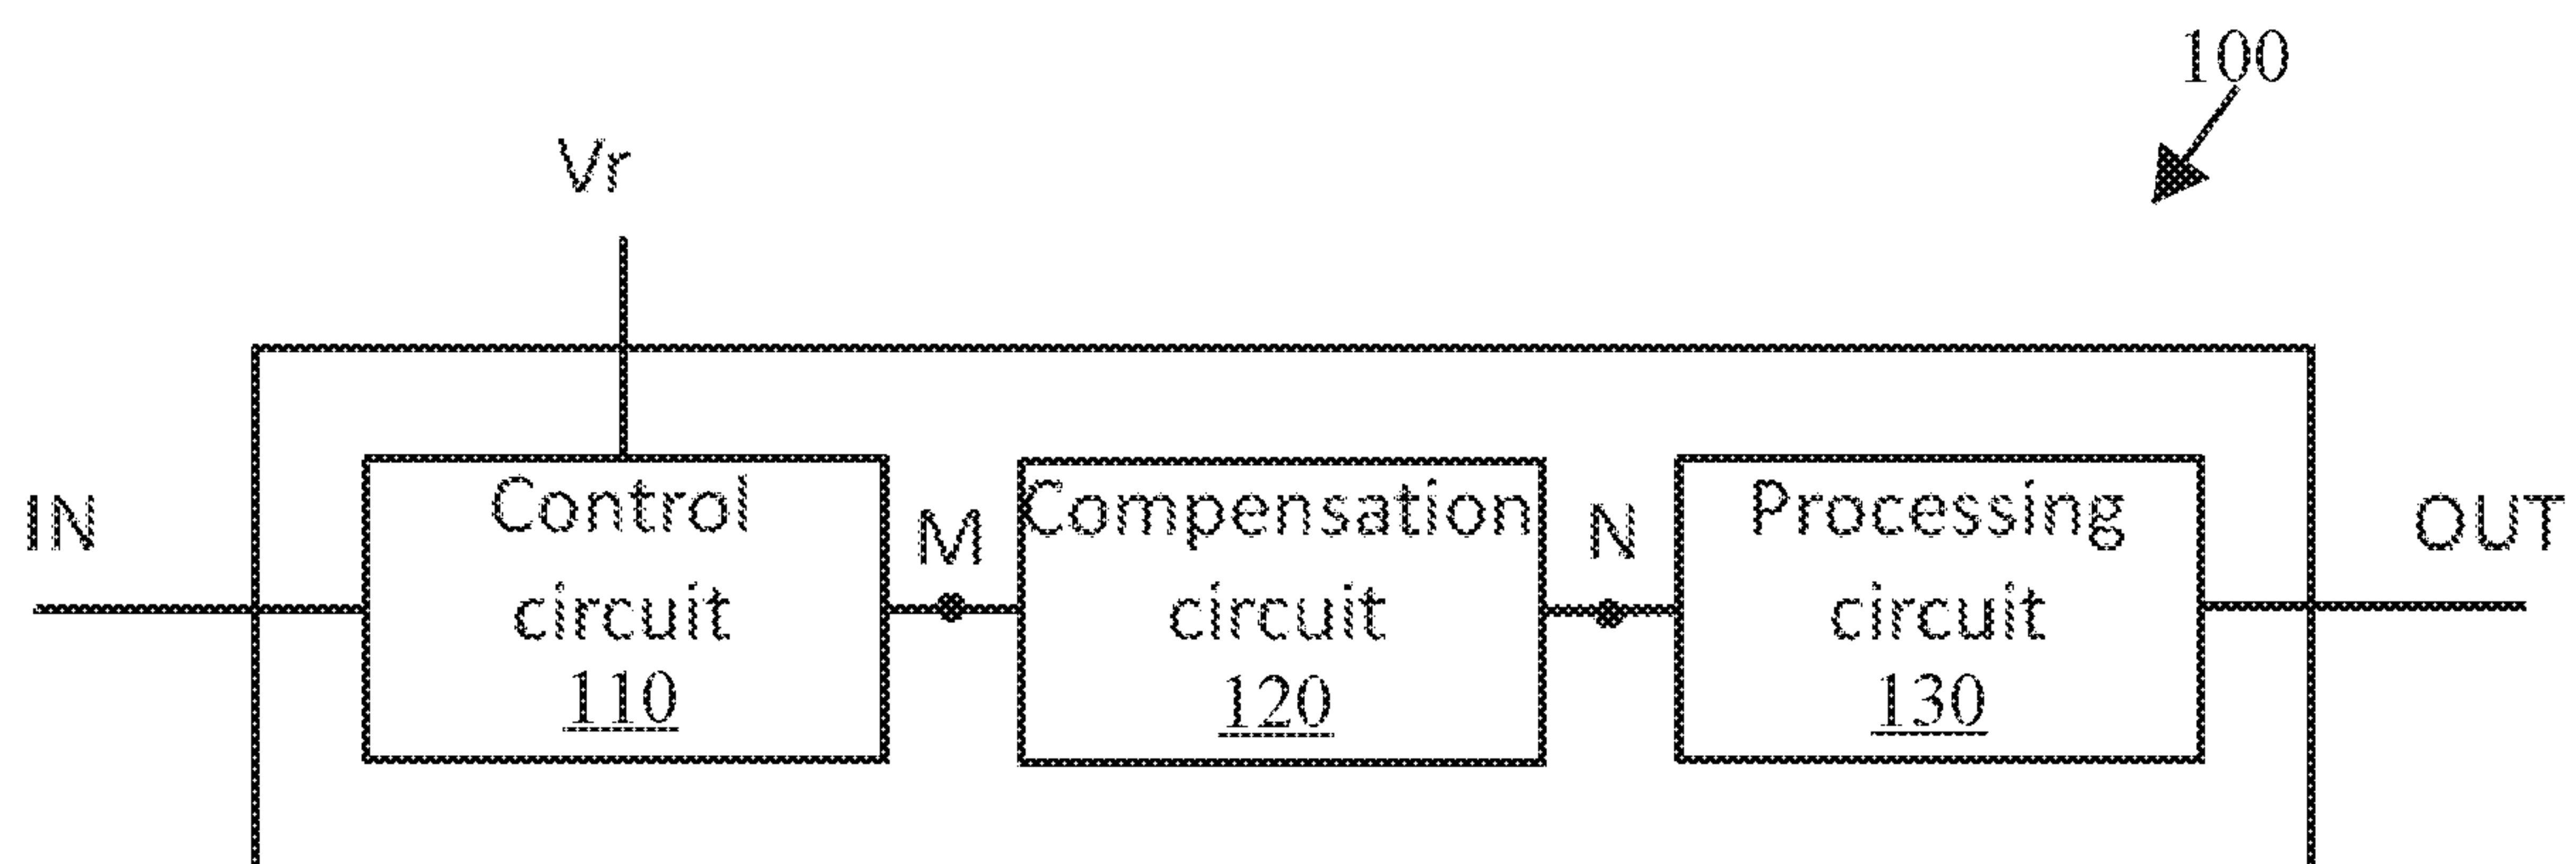 100
Vr
IN
Control
circuit
110
M
Compensation
circuit
120
N
Processing
circuit
130
OUT